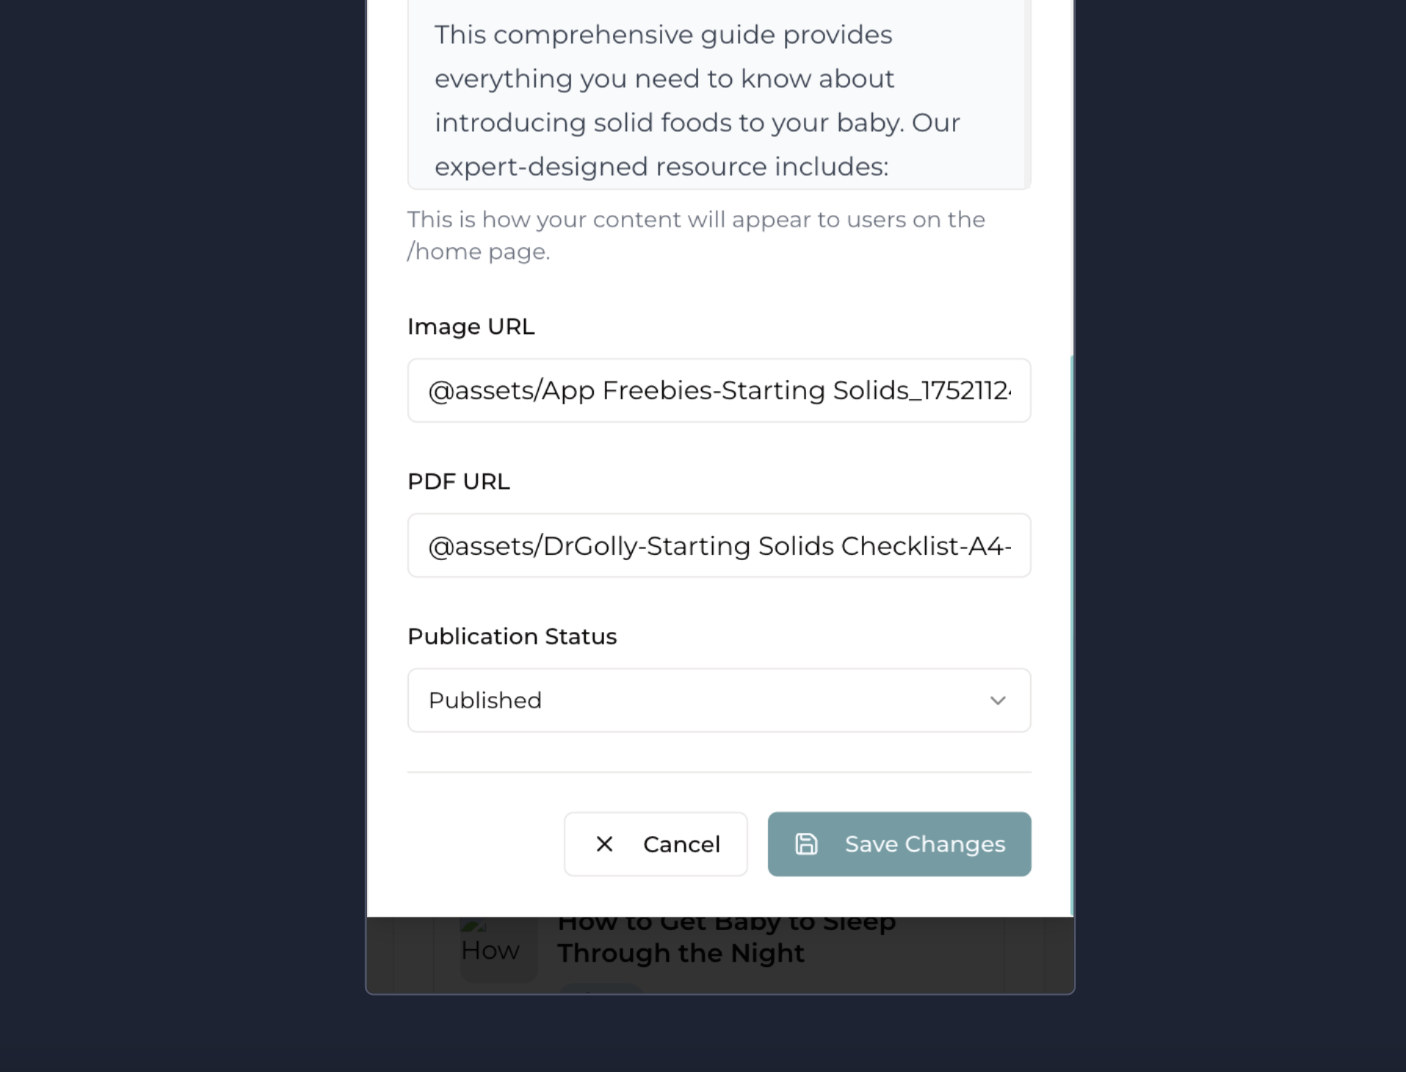 This comprehensive guide provides
everything you need to know about
introducing solid foods to your baby. Our
expert-designed resource includes:
This is how your content will appear to users on the
/home page.
Image URL
@assets/App Freebies-Starting Solids_1752112
PDF URL
@assets/DrGolly-Starting Solids Checklist-A4-
Publication Status
Published
Cancel
Save Changes
How to Get Baby to Sleep
How
Through the Night